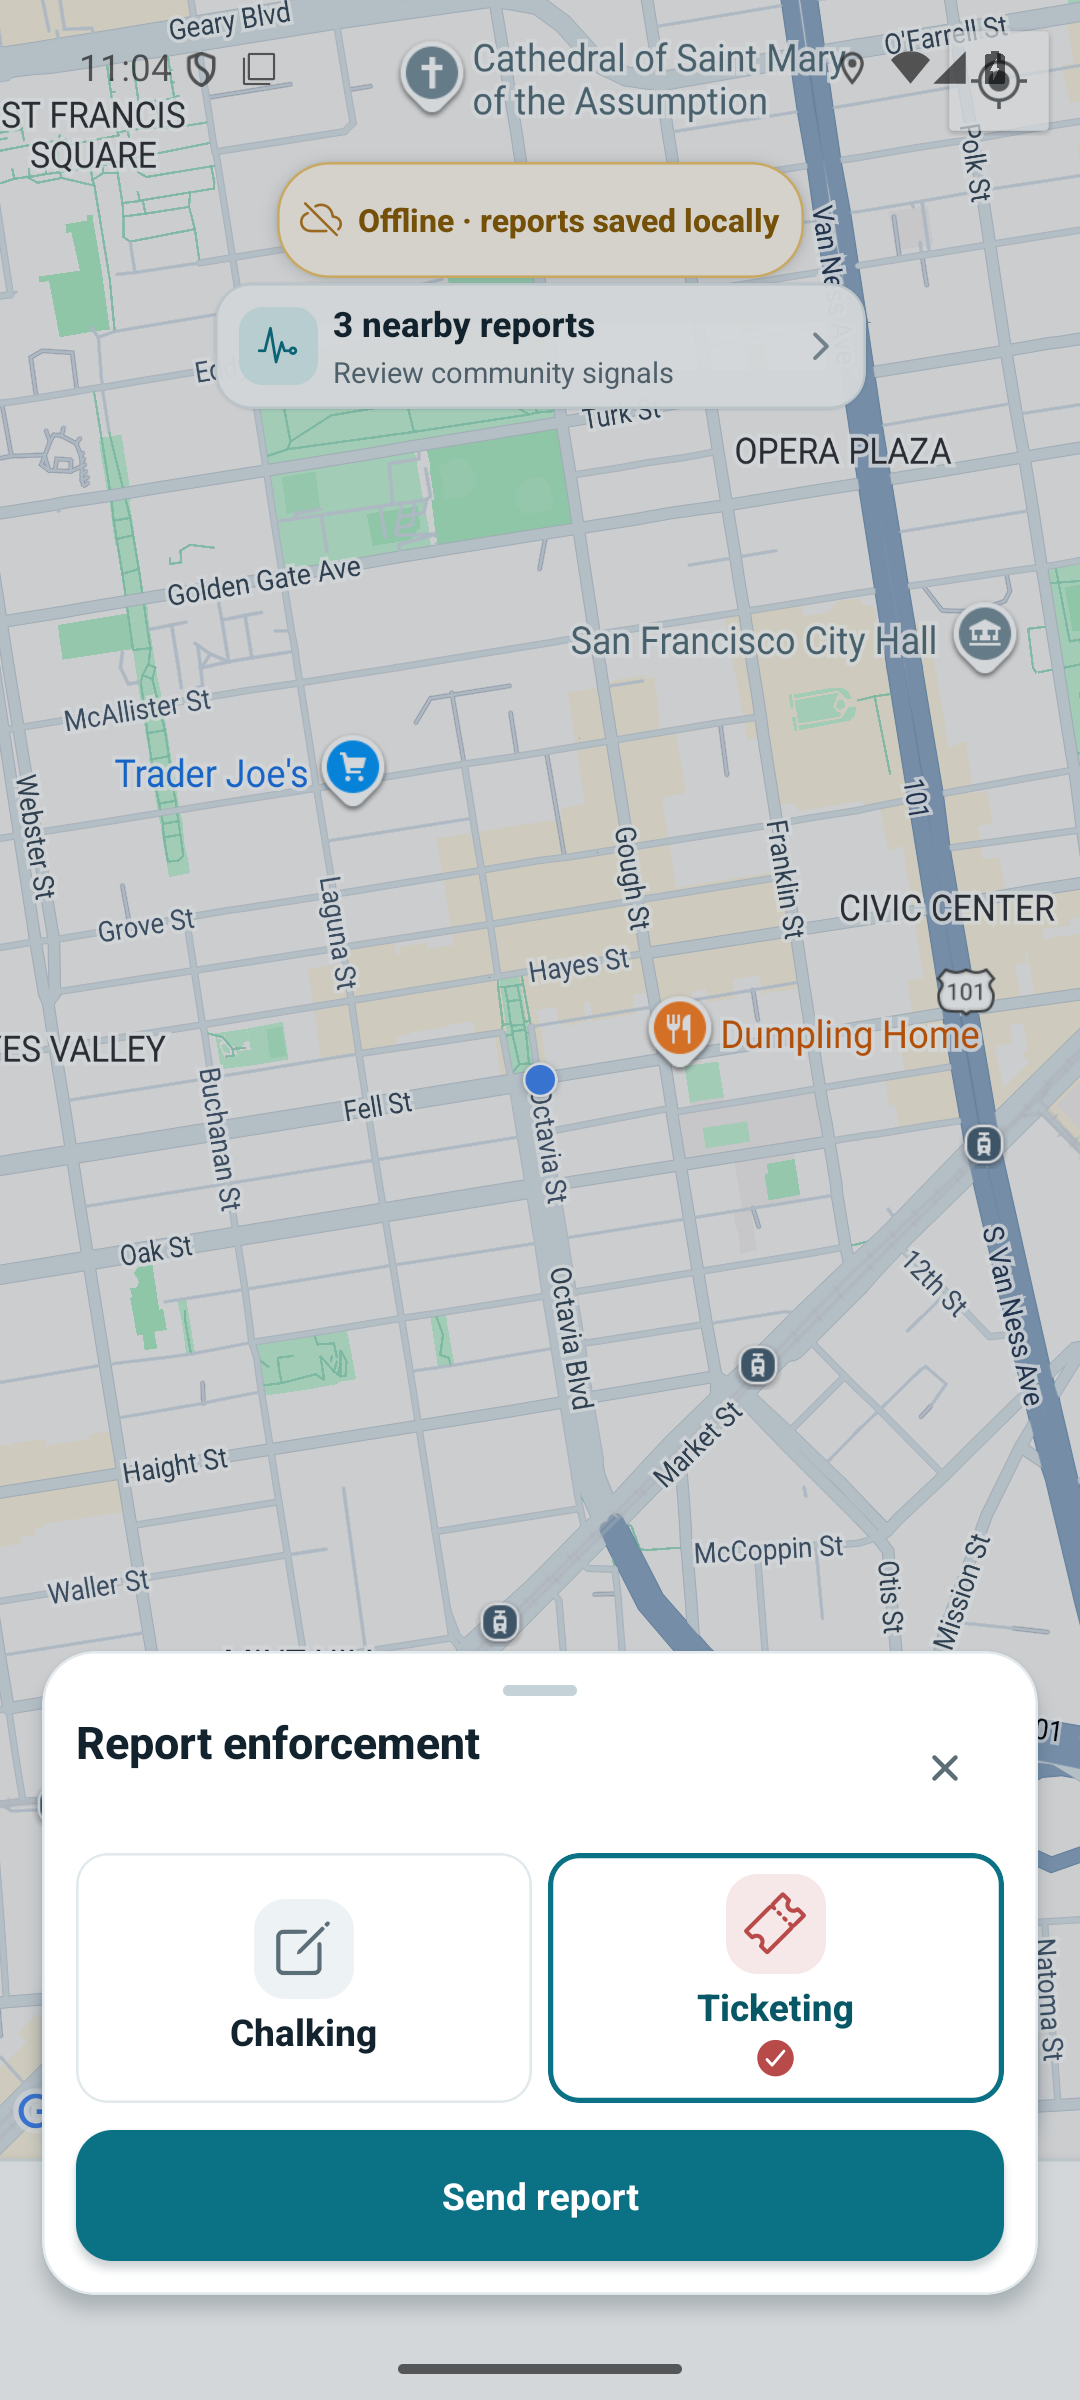 Geary Blvd
O'Farrell St
11:04
Cathedral of Saint Mary
of the Assumption
ST FRANCIS
SQUARE
Polk St
Offline · reports saved locally
Van Ness Ave
3 nearby reports
Review community signals
Turk St
OPERA PLAZA
Golden Gate Ave
San Francisco City Hall
McAllister St
Trader Joe's
Webster St
101
Gough St
Franklin St
Laguna St
CIVIC CENTER
Grove St
Hayes St
101
Dumpling Home
ES VALLEY
Buchanan St
Fell St
Octavia St
Oak St
S Van Ness Ave
12th St
Octavia Blvd
Market St
Haight St
McCoppin St
Otis St
Mission St
Waller St
01
Report enforcement
Chalking
Ticketing
Natoma St
G
Send report